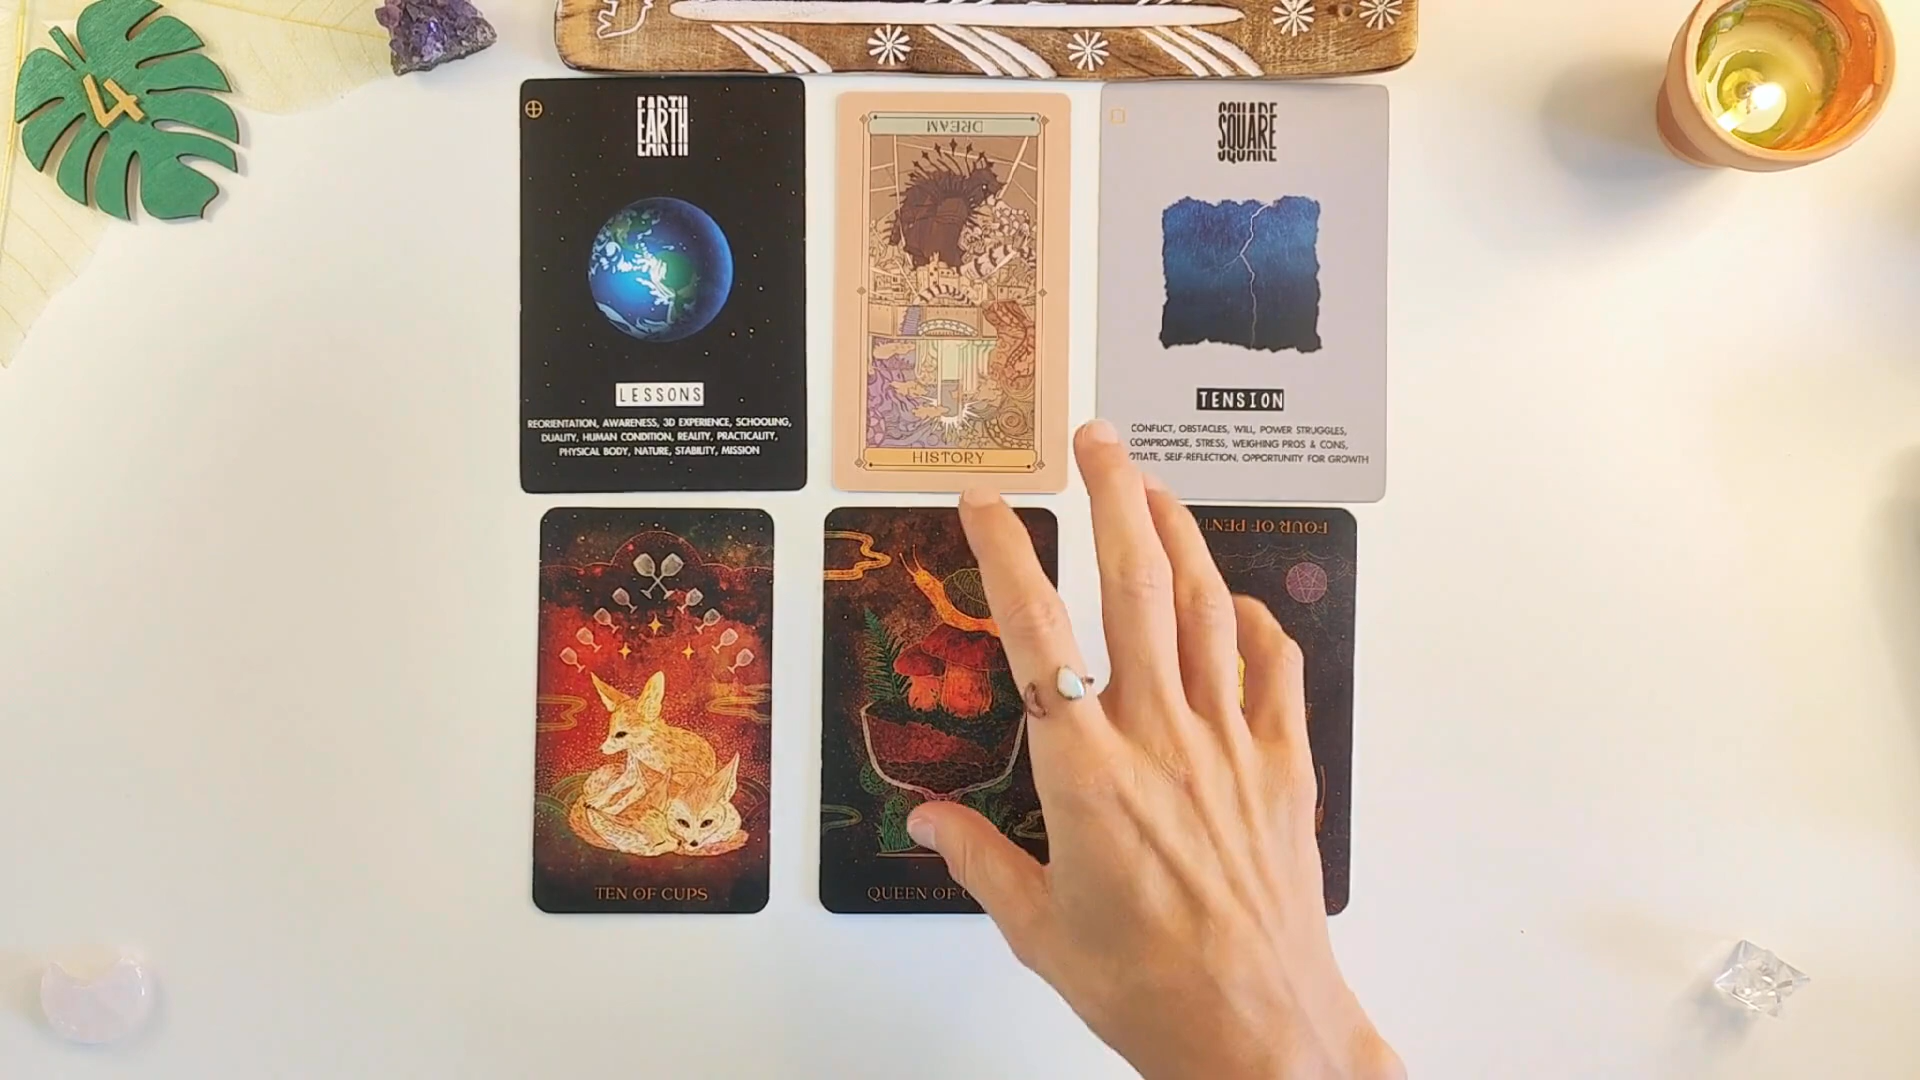 4
EARTH
LESSONS
REORIENTATION, AWARENESS, 3D EXPERIENCE, SCHOOLING,
DUALITY, HUMAN CONDITION, REALITY, PRACTICALITY,
PHYSICAL BODY, NATURE, STABILITY, MISSION
DREAM
HISTORY
SQUARE
TENSION
CONFLICT, OBSTACLES, WILL, POWER STRUGGLES,
COMPROMISE, STRESS, WEIGHING PROS & CONS,
SELF-REFLECTION, OPPORTUNITY FOR GROWTH
TEN OF CUPS
QUEEN OF
FOUR OF